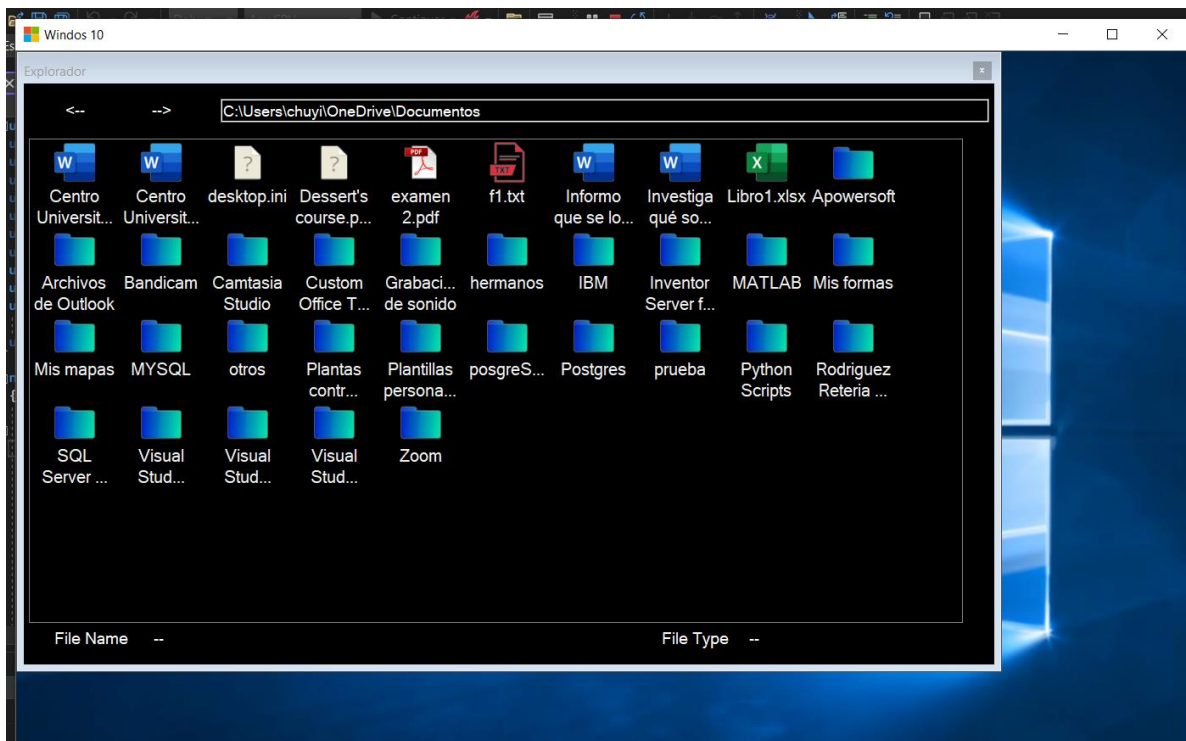 Windos 10
Explorador
<-- --> C:\Users\chuyi\OneDrive\Documentos
Centro Centro desktop.ini Dessert's examen f1.txt Informo Investiga Libro1.xlsx Apowersoft
Universit... Universit... course.p... 2.pdf que se lo... qué so...
Archivos Bandicam Camtasia Custom Grabaci... hermanos IBM Inventor MATLAB Mis formas
de Outlook Studio Office T... de sonido Server f...
Mis mapas MYSQL otros Plantas Plantillas posgreS... Postgres prueba Python Rodriguez
contr... persona... Scripts Reteria ...
SQL Visual Visual Visual Zoom
Server ... Stud... Stud... Stud...
File Name -- File Type --